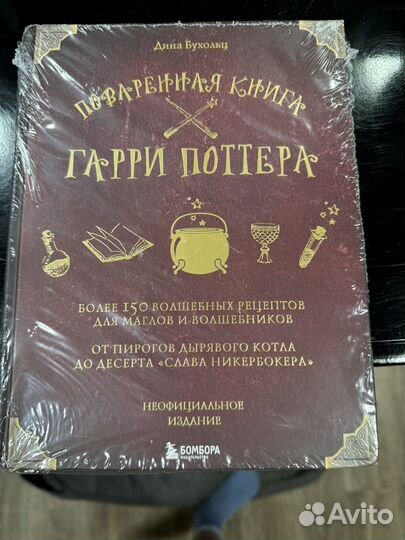 Дина Бухольц
ПОВАРЕННАЯ КНИГА
ГАРРИ ПОТТЕРА
БОЛЕЕ 150 ВОЛШЕБНЫХ РЕЦЕПТОВ
ДЛЯ МАГЛОВ И ВОЛШЕБНИКОВ
ОТ ПИРОГОВ ДЫРЯВОГО КОТЛА
ДО ДЕСЕРТА «СЛАВА НИКЕРБОКЕРА»
НЕОФИЦИАЛЬНОЕ
ИЗДАНИЕ
БОМБОРА
ИЗДАТЕЛЬСТВО
Avito